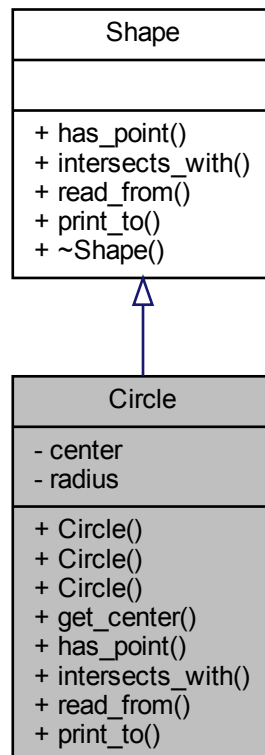 Shape
+ has_point()
+ intersects_with()
+ read_from()
+ print_to()
+ ~Shape()
Circle
- center
- radius
+ Circle()
+ Circle()
+ Circle()
+ get_center()
+ has_point()
+ intersects_with()
+ read_from()
+ print_to()